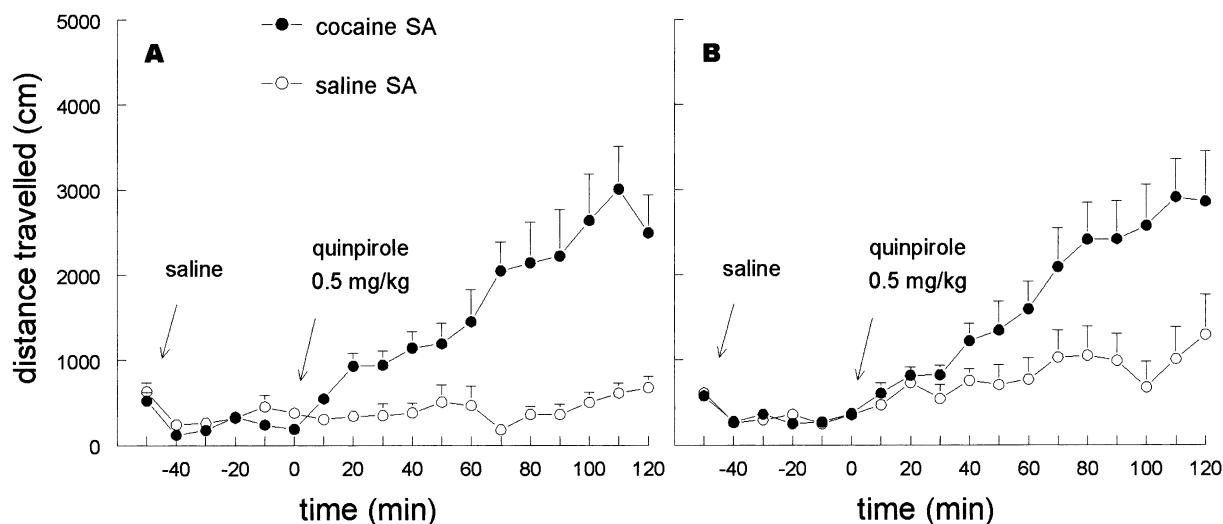 5000
4000
3000
2000
1000
0
distance travelled (cm)
A
cocaine SA
saline SA
saline
quinpirole
0.5 mg/kg
-40 -20 0 20 40 60 80 100 120
time (min)
B
saline
quinpirole
0.5 mg/kg
-40 -20 0 20 40 60 80 100 120
time (min)